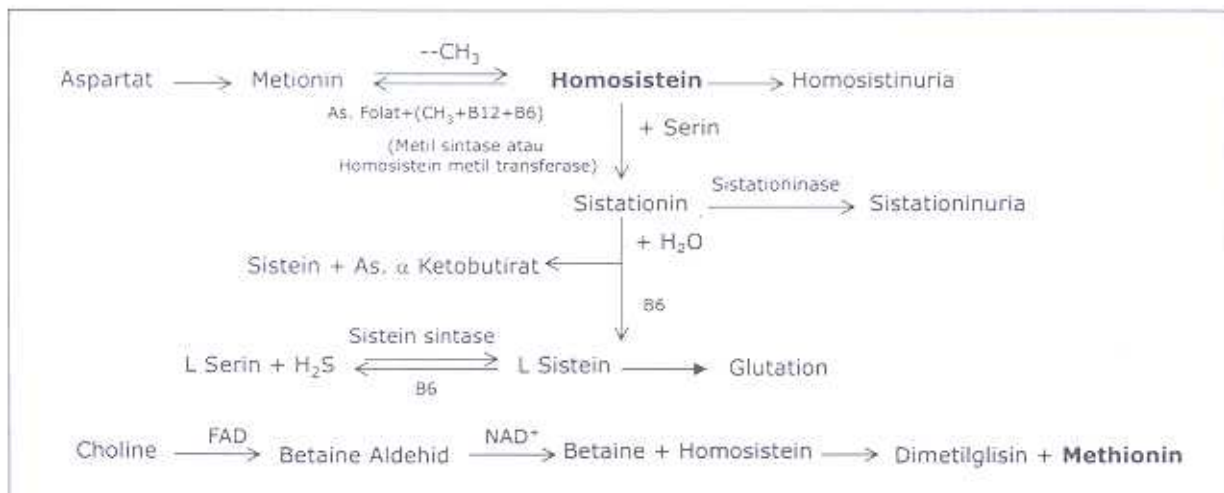 --CH₃
Aspartat Metionin Homosistein Homosistinuria
As. Folat+(CH₃+B12+B6)
+ Serin
(Metil sintase atau
Homosistein metil transferase)
Sistationinase
Sistationin Sistationinuria
+ H₂O
Sistein + As. α Ketobutirat
B6
Sistein sintase
L Serin + H₂S L Sistein Glutation
B6
FAD NAD⁺
Choline Betaine Aldehid Betaine + Homosistein Dimetilglisin + Methionin